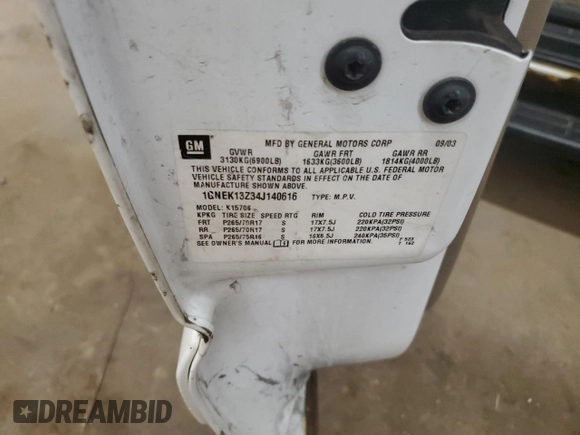 GM
MFD BY GENERAL MOTORS CORP 09/03
GVWR GAWR FRT GAWR RR
3130KG(6900LB) 1633KG(3600LB) 1814KG(4000LB)
THIS VEHICLE CONFORMS TO ALL APPLICABLE U.S. FEDERAL MOTOR
VEHICLE SAFETY STANDARDS IN EFFECT ON THE DATE OF
MANUFACTURE SHOWN ABOVE.
1GNEK13Z34J140616 TYPE: M.P.V.
MODEL: K15706
KPKG TIRE SIZE SPEED RTG RIM COLD TIRE PRESSURE
FRT P265/70R17 S 17X7.5J 220KPA(32PSI)
RR P265/70R17 S 17X7.5J 220KPA(32PSI)
SPA P265/75R16 S 16X6.5J 240KPA(35PSI)
SEE OWNER'S MANUAL FOR ADDITIONAL INFORMATION.
DREAMBID